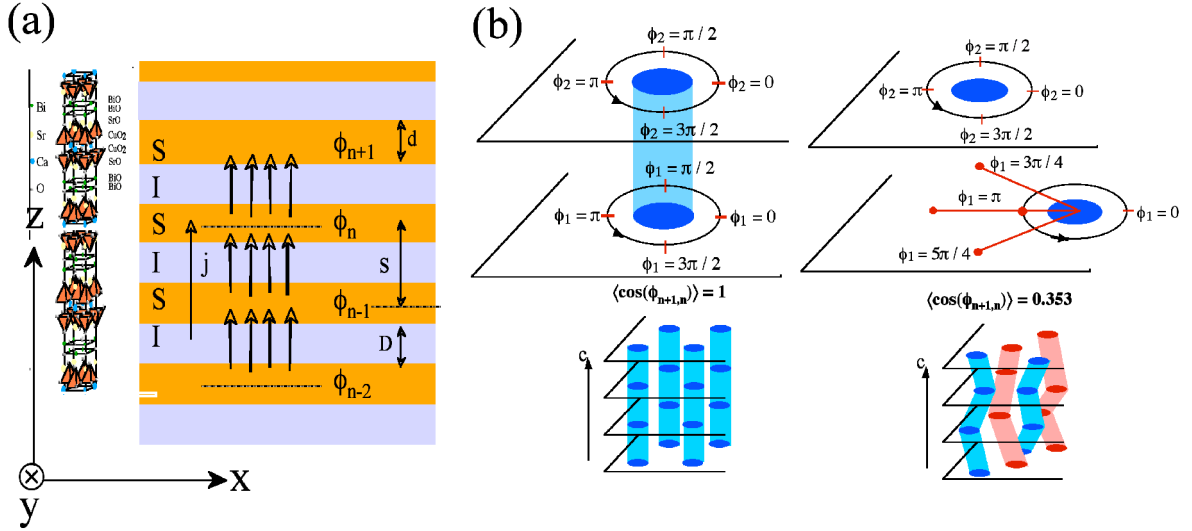 (a)
Bi
Sr
Ca
O
BiO
BiO
SrO
CuO₂
CuO₂
SrO
BiO
BiO
z
x
y
S
I
S
I
S
I
j
d
s
D
ϕₙ₊₁
ϕₙ
ϕₙ₋₁
ϕₙ₋₂
(b)
ϕ₂ = π / 2
ϕ₂ = π
ϕ₂ = 0
ϕ₂ = 3π / 2
ϕ₁ = π / 2
ϕ₁ = π
ϕ₁ = 0
ϕ₁ = 3π / 2
⟨cos(ϕₙ₊₁,ₙ)⟩ = 1
c
ϕ₂ = π / 2
ϕ₂ = π
ϕ₂ = 0
ϕ₂ = 3π / 2
ϕ₁ = 3π / 4
ϕ₁ = π
ϕ₁ = 0
ϕ₁ = 5π / 4
⟨cos(ϕₙ₊₁,ₙ)⟩ = 0.353
c